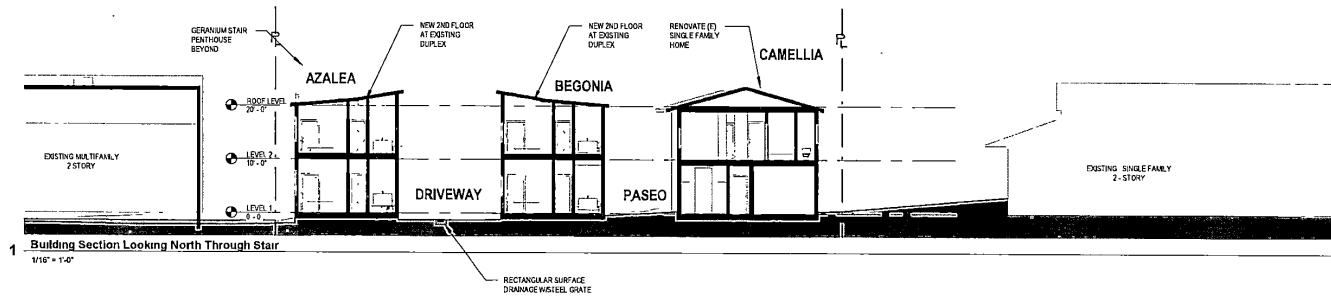 GERANIUM STAIR
PENTHOUSE
BEYOND
PL
NEW 2ND FLOOR
AT EXISTING
DUPLEX
NEW 2ND FLOOR
AT EXISTING
DUPLEX
RENOVATE (E)
SINGLE FAMILY
HOME
PL
AZALEA
BEGONIA
CAMELLIA
ROOF LEVEL
20' - 0"
EXISTING MULTIFAMILY
2 STORY
LEVEL 2
10' - 0"
EXISTING SINGLE FAMILY
2 - STORY
DRIVEWAY
PASEO
LEVEL 1
0 - 0
1 Building Section Looking North Through Stair
1/16" = 1'-0"
RECTANGULAR SURFACE
DRAINAGE W/STEEL GRATE